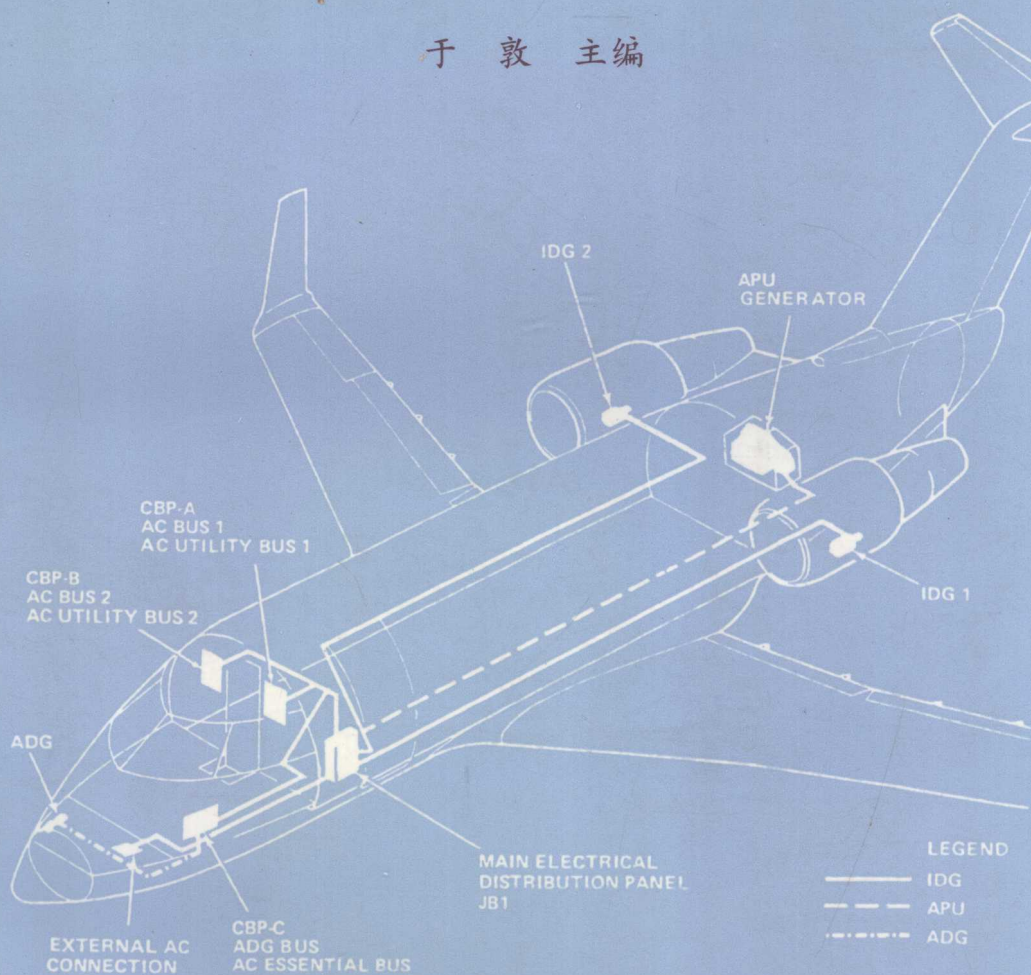 于 敦 主编
IDG 2
APU
GENERATOR
CBP-A
AC BUS 1
AC UTILITY BUS 1
CBP-B
AC BUS 2
AC UTILITY BUS 2
IDG 1
ADG
MAIN ELECTRICAL
DISTRIBUTION PANEL
JB1
EXTERNAL AC
CONNECTION
CBP-C
ADG BUS
AC ESSENTIAL BUS
LEGEND
IDG
APU
ADG